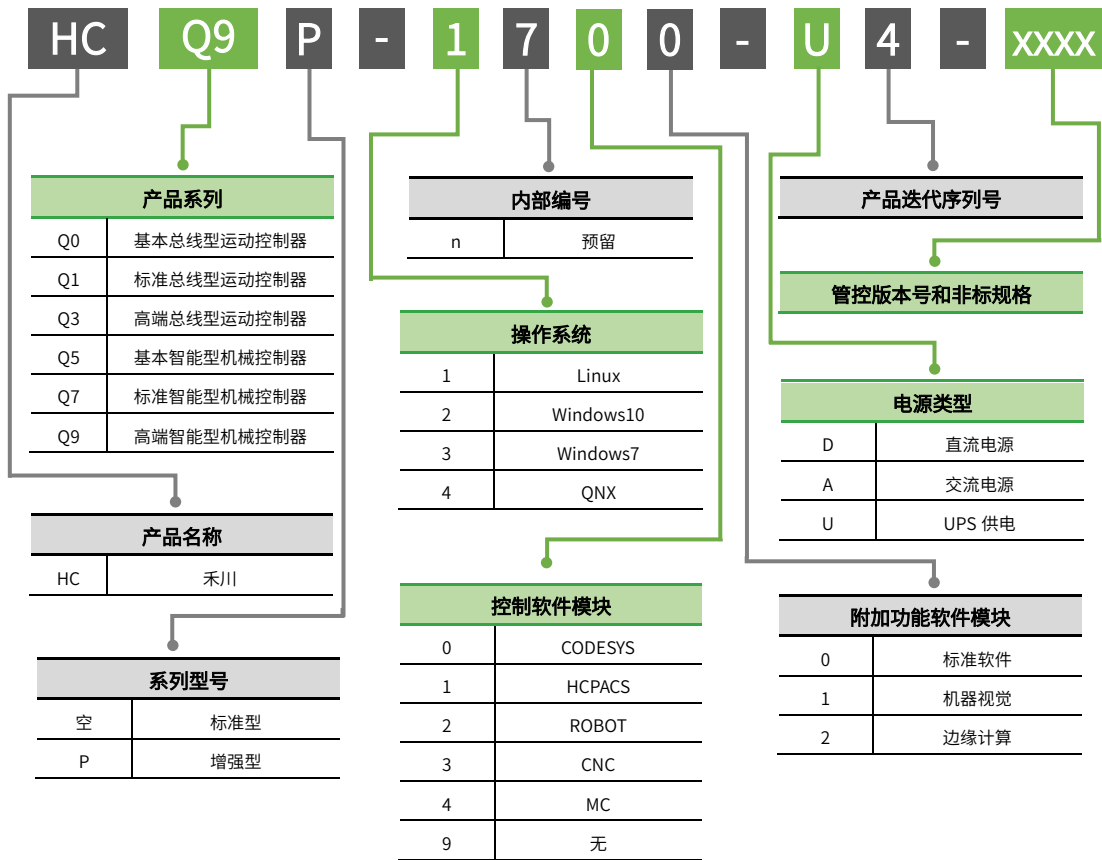 HC Q9 P - 1 7 0 0 - U 4 - xxxx
产品系列
Q0 基本总线型运动控制器
Q1 标准总线型运动控制器
Q3 高端总线型运动控制器
Q5 基本智能型机械控制器
Q7 标准智能型机械控制器
Q9 高端智能型机械控制器
产品名称
HC 禾川
系列型号
空 标准型
P 增强型
内部编号
n 预留
操作系统
1 Linux
2 Windows10
3 Windows7
4 QNX
控制软件模块
0 CODESYS
1 HCPACS
2 ROBOT
3 CNC
4 MC
9 无
产品迭代序列号
管控版本号和非标规格
电源类型
D 直流电源
A 交流电源
U UPS 供电
附加功能软件模块
0 标准软件
1 机器视觉
2 边缘计算